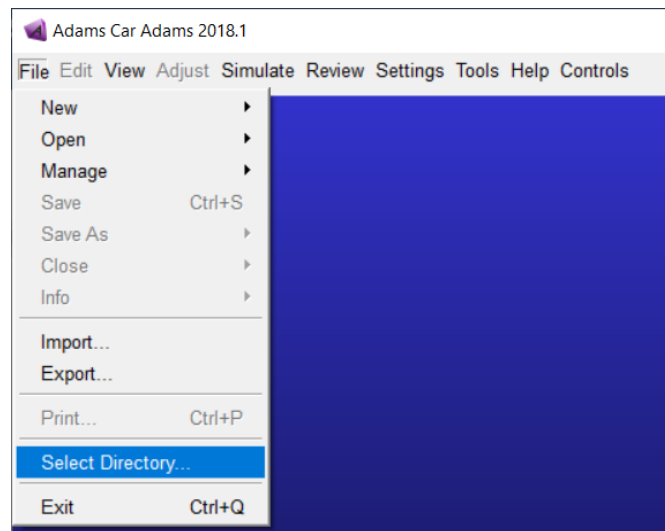 Adams Car Adams 2018.1
File Edit View Adjust Simulate Review Settings Tools Help Controls
New
Open
Manage
Save Ctrl+S
Save As
Close
Info
Import...
Export...
Print... Ctrl+P
Select Directory...
Exit Ctrl+Q